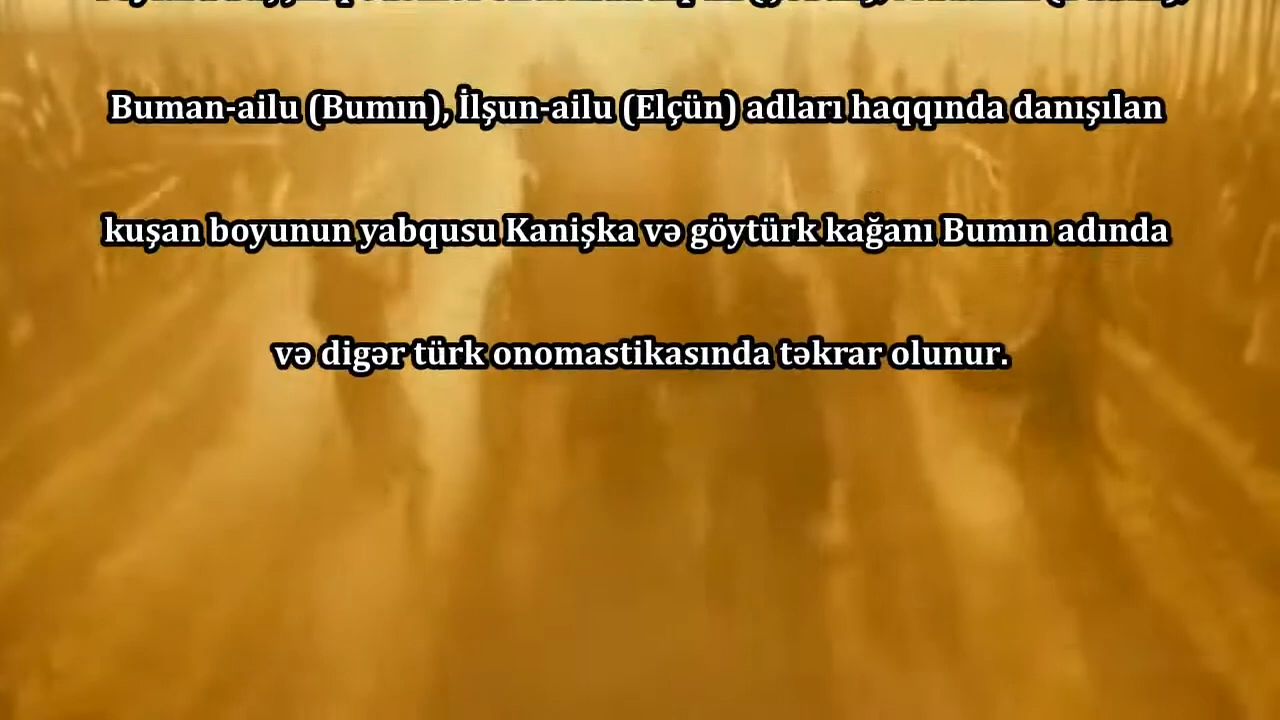 Buman-ailu (Bumın), İlşun-ailu (Elçün) adları haqqında danışılan
kuşan boyunun yabqusu Kanişka və göytürk kağanı Bumın adında
və digər türk onomastikasında təkrar olunur.